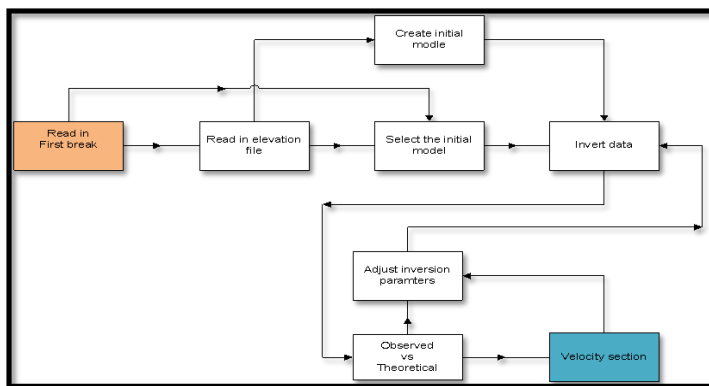 Create initial
modle
Read in
First break
Read in elevation
file
Select the initial
model
Invert data
Adjust inversion
paramters
Observed
vs
Theoretical
Velocity section